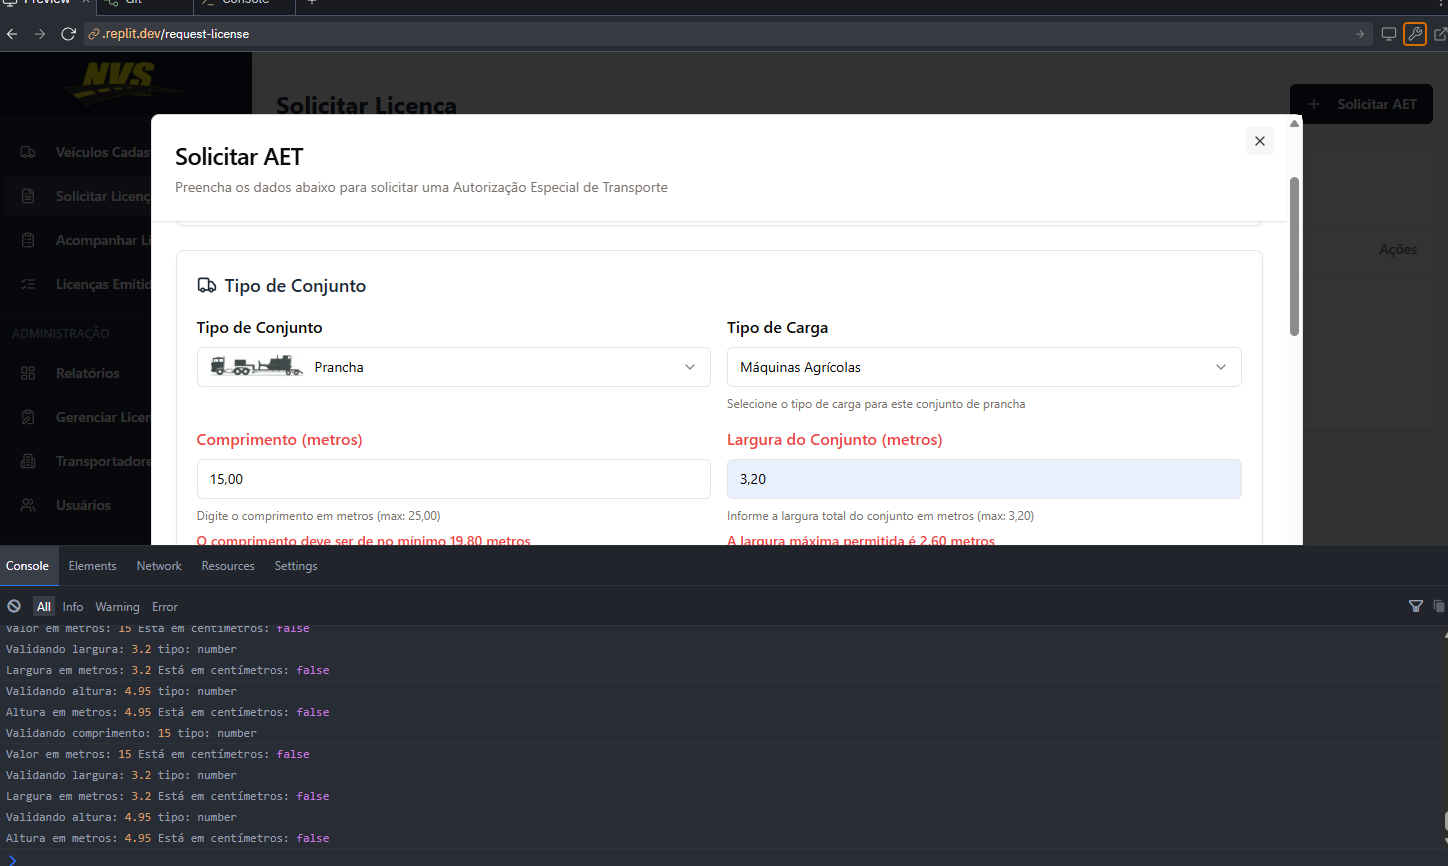 Preview Git Console
.replit.dev/request-license
NVS
Solicitar Licença
+ Solicitar AET
Veículos Cadas
Solicitar Licenç
Acompanhar Li
Licenças Emitid
ADMINISTRAÇÃO
Relatórios
Gerenciar Licen
Transportadore
Usuários
Ações
Solicitar AET
Preencha os dados abaixo para solicitar uma Autorização Especial de Transporte
Tipo de Conjunto
Tipo de Conjunto
Prancha
Tipo de Carga
Máquinas Agrícolas
Selecione o tipo de carga para este conjunto de prancha
Comprimento (metros)
15,00
Digite o comprimento em metros (max: 25,00)
O comprimento deve ser de no mínimo 19,80 metros
Largura do Conjunto (metros)
3,20
Informe a largura total do conjunto em metros (max: 3,20)
A largura máxima permitida é 2,60 metros
Console Elements Network Resources Settings
All Info Warning Error
Valor em metros: 15 Está em centímetros: false
Validando largura: 3.2 tipo: number
Largura em metros: 3.2 Está em centímetros: false
Validando altura: 4.95 tipo: number
Altura em metros: 4.95 Está em centímetros: false
Validando comprimento: 15 tipo: number
Valor em metros: 15 Está em centímetros: false
Validando largura: 3.2 tipo: number
Largura em metros: 3.2 Está em centímetros: false
Validando altura: 4.95 tipo: number
Altura em metros: 4.95 Está em centímetros: false